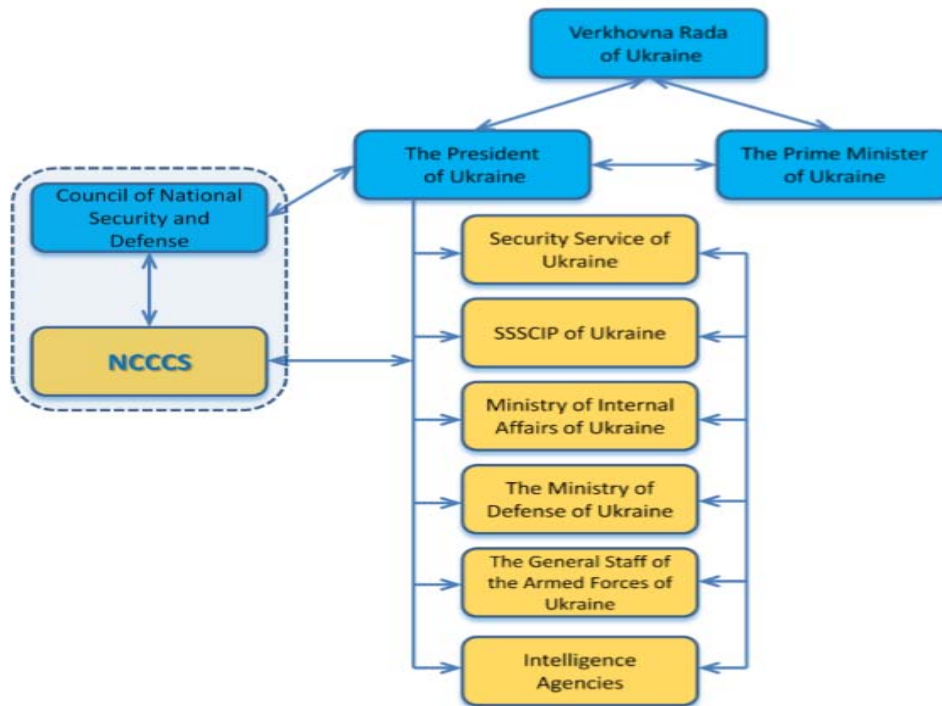 Verkhovna Rada
of Ukraine
The President
of Ukraine
The Prime Minister
of Ukraine
Council of National
Security and
Defense
NCCCS
Security Service of
Ukraine
SSSCIP of Ukraine
Ministry of Internal
Affairs of Ukraine
The Ministry of
Defense of Ukraine
The General Staff of
the Armed Forces of
Ukraine
Intelligence
Agencies